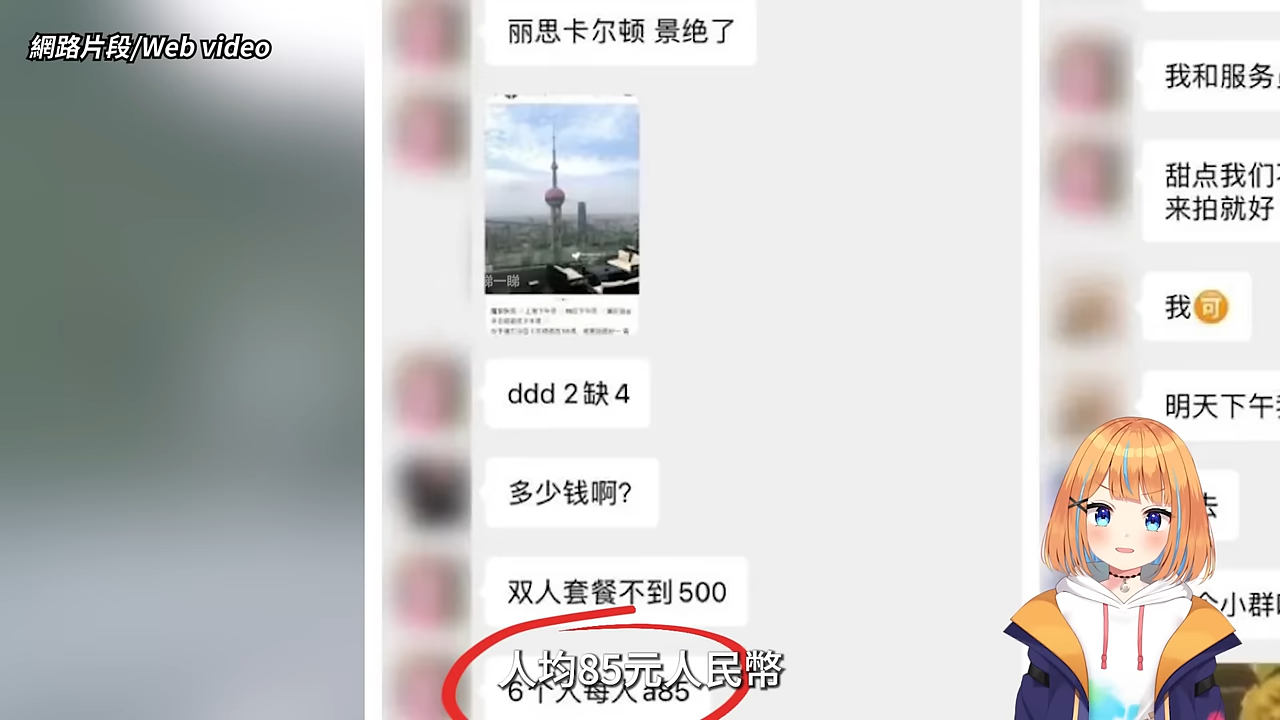 網路片段/Web video
丽思卡尔顿 景绝了
ddd 2缺4
多少钱啊?
双人套餐不到500
6个人每人a85
人均85元人民幣
我和服务
甜点我们
来拍就好
我可
明天下午
去
小群